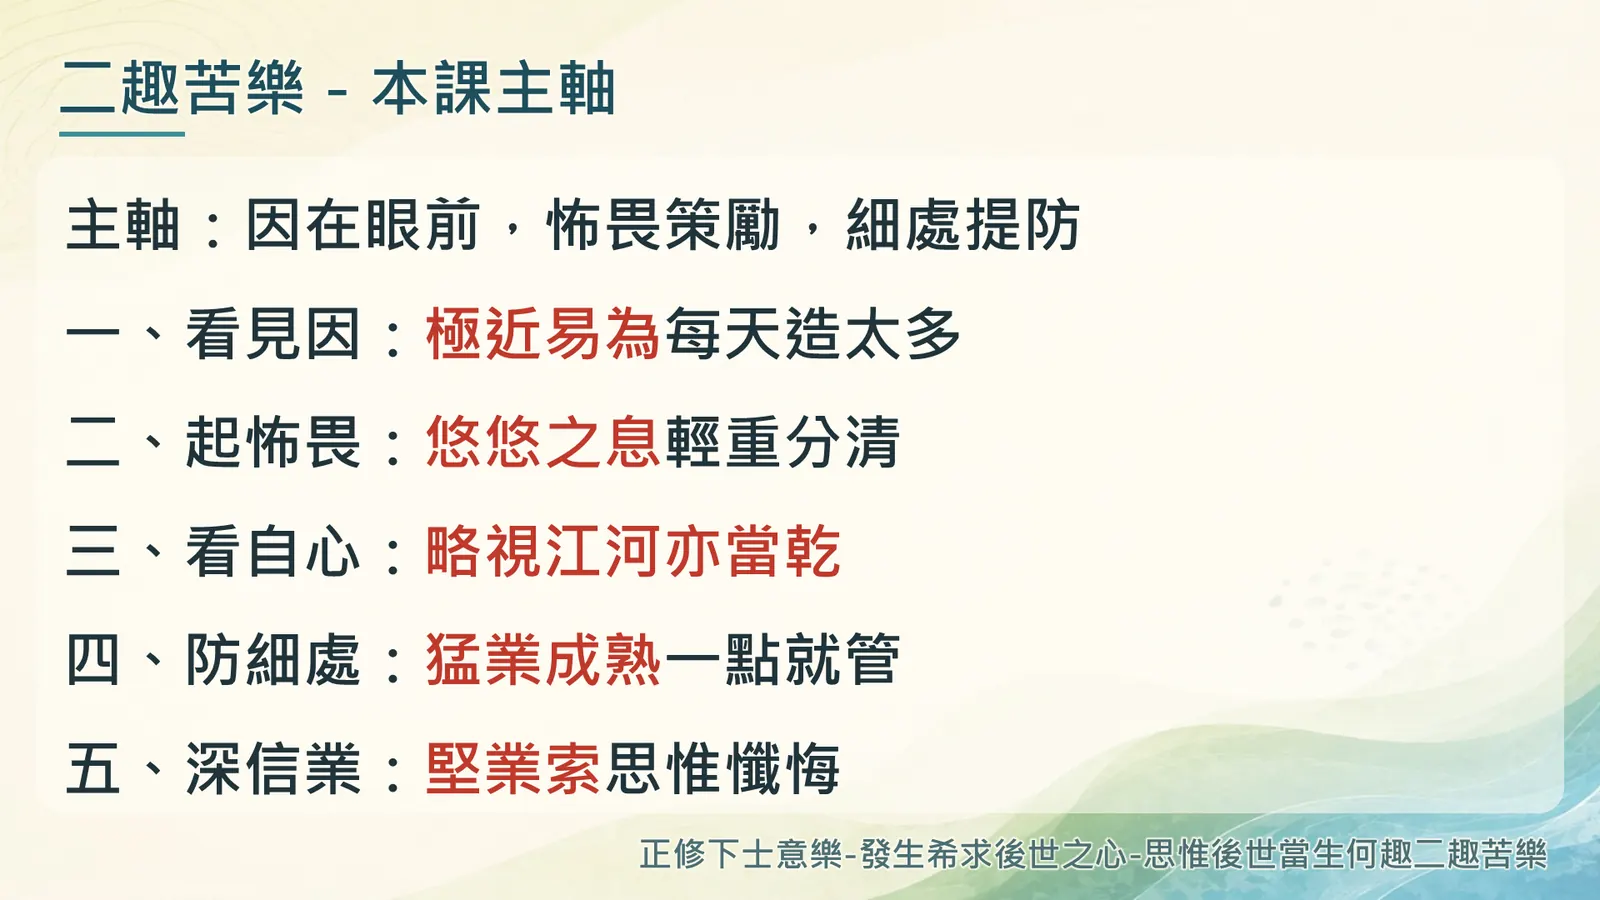 二趣苦樂 - 本課主軸
主軸：因在眼前，怖畏策勵，細處提防
一、看見因：極近易為每天造太多
二、起怖畏：悠悠之息輕重分清
三、看自心：略視江河亦當乾
四、防細處：猛業成熟一點就管
五、深信業：堅業索思惟懺悔
正修下士意樂-發生希求後世之心-思惟後世當生何趣二趣苦樂